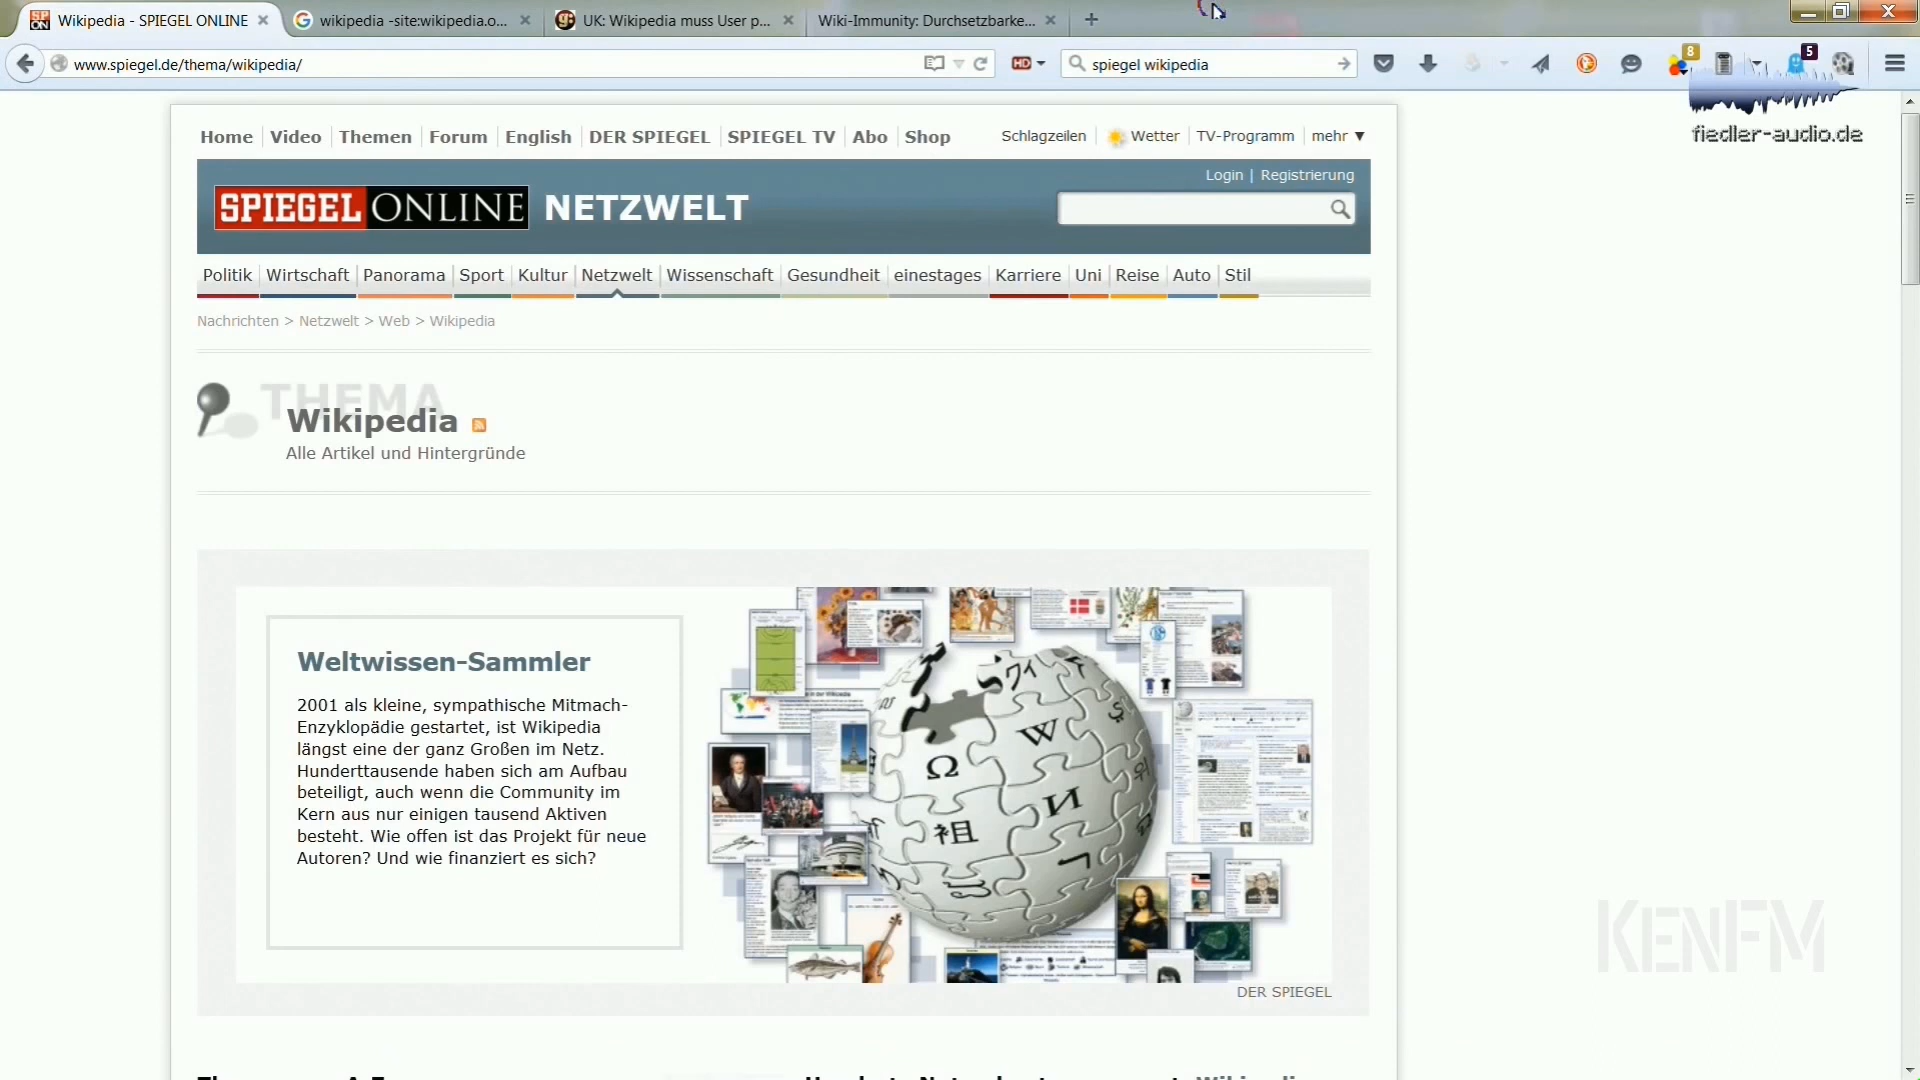 Wikipedia - SPIEGEL ONLINE
wikipedia -site:wikipedia.o...
UK: Wikipedia muss User p...
Wiki-Immunity: Durchsetzbarke...
www.spiegel.de/thema/wikipedia/
HD
spiegel wikipedia
8
5
fiedler-audio.de
Home Video Themen Forum English DER SPIEGEL SPIEGEL TV Abo Shop
Schlagzeilen Wetter TV-Programm mehr ▼
Login | Registrierung
SPIEGEL ONLINE NETZWELT
Politik Wirtschaft Panorama Sport Kultur Netzwelt Wissenschaft Gesundheit einestages Karriere Uni Reise Auto Stil
Nachrichten > Netzwelt > Web > Wikipedia
THEMA
Wikipedia
Alle Artikel und Hintergründe
Weltwissen-Sammler
2001 als kleine, sympathische Mitmach-
Enzyklopädie gestartet, ist Wikipedia
längst eine der ganz Großen im Netz.
Hunderttausende haben sich am Aufbau
beteiligt, auch wenn die Community im
Kern aus nur einigen tausend Aktiven
besteht. Wie offen ist das Projekt für neue
Autoren? Und wie finanziert es sich?
Ω W И 祖
KENFM
DER SPIEGEL